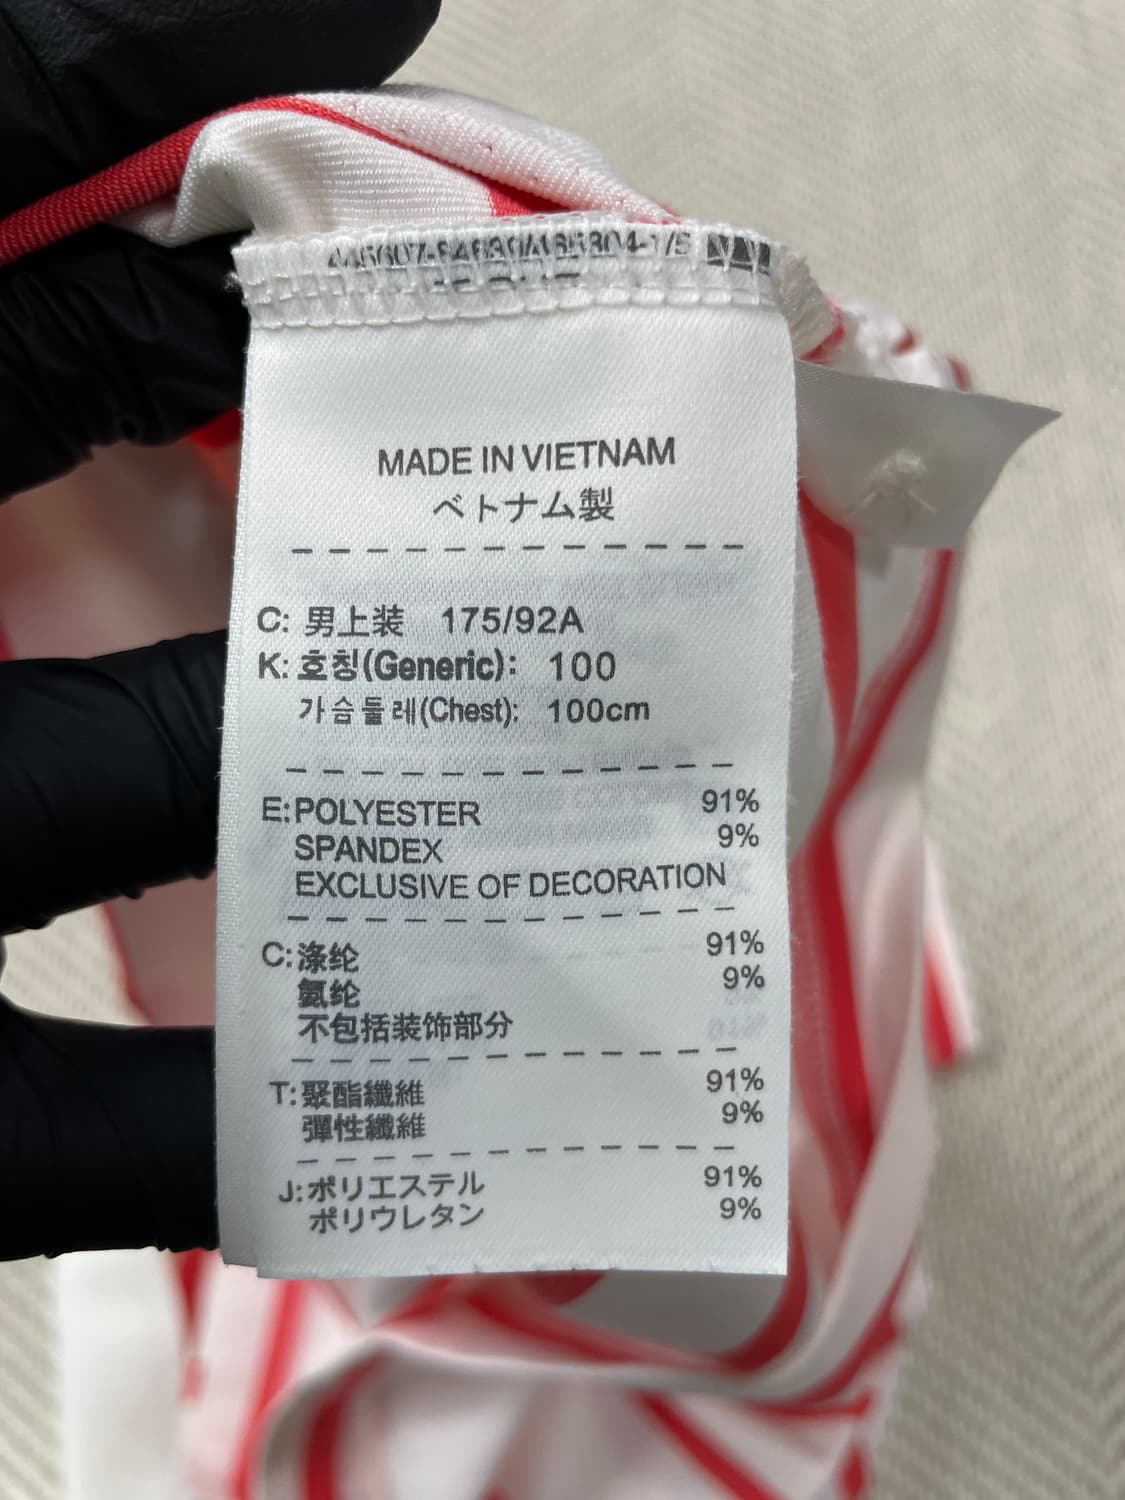 MADE IN VIETNAM
ベトナム製
C: 男上装 175/92A
K: 호칭(Generic): 100
가슴둘레(Chest): 100cm
E: POLYESTER 91%
SPANDEX 9%
EXCLUSIVE OF DECORATION
C: 涤纶 91%
氨纶 9%
不包括装饰部分
T: 聚酯纖維 91%
彈性纖維 9%
J: ポリエステル 91%
ポリウレタン 9%